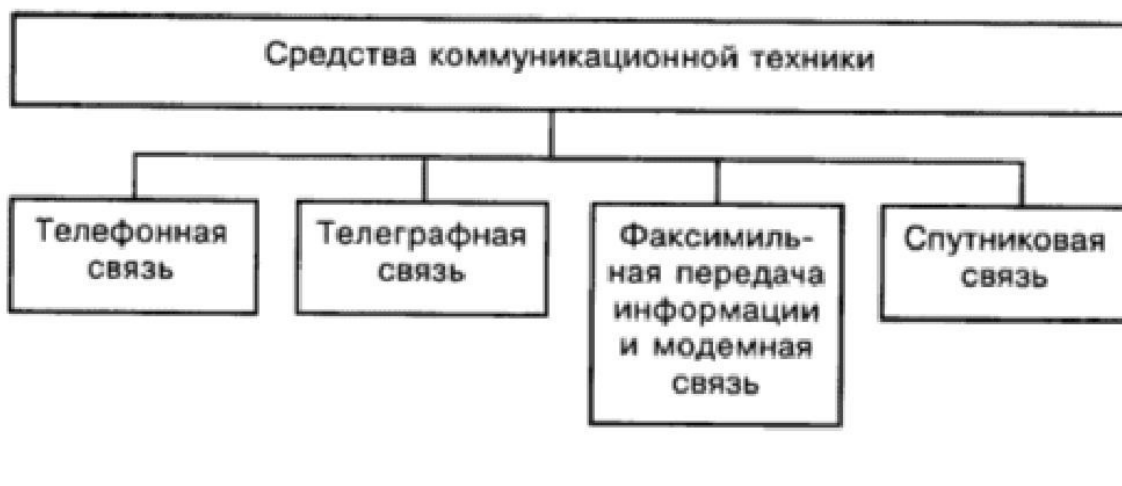 Средства коммуникационной техники
Телефонная
связь
Телеграфная
связь
Факсимиль-
ная передача
информации
и модемная
связь
Спутниковая
связь